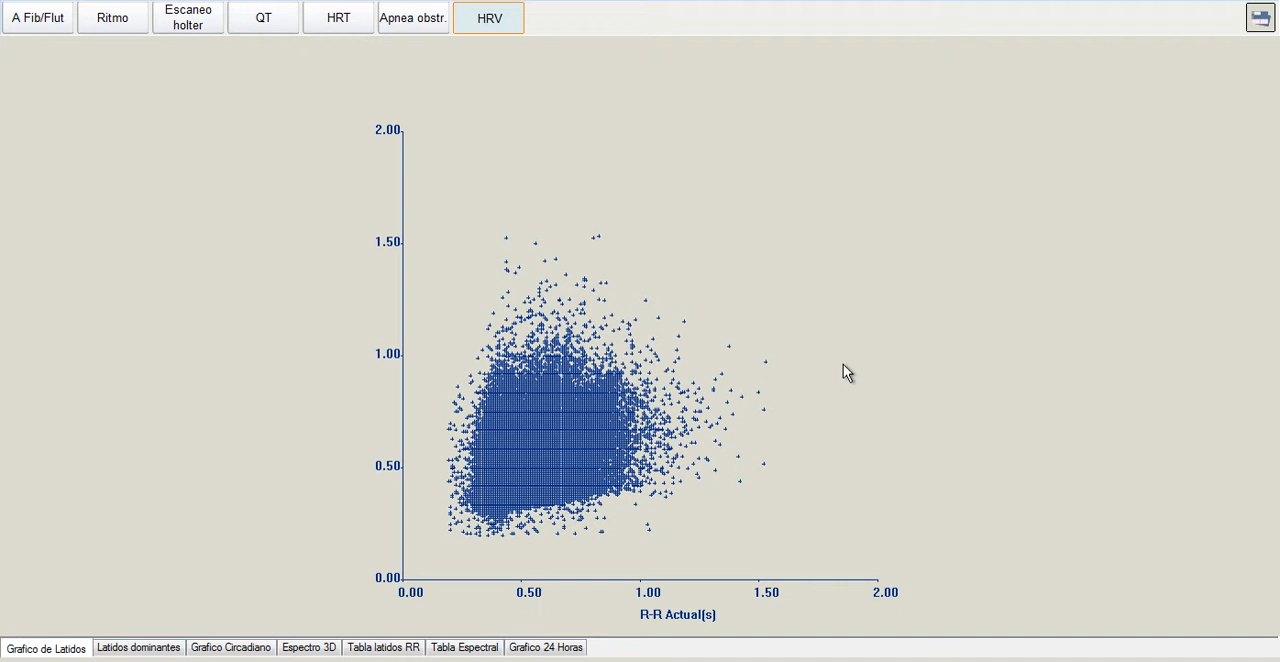 A Fib/Flut
Ritmo
Escaneo
holter
QT
HRT
Apnea obstr.
HRV
2.00
1.50
1.00
0.50
0.00
0.00
0.50
1.00
1.50
2.00
R-R Actual(s)
Grafico de Latidos
Latidos dominantes
Grafico Circadiano
Espectro 3D
Tabla latidos RR
Tabla Espectral
Grafico 24 Horas